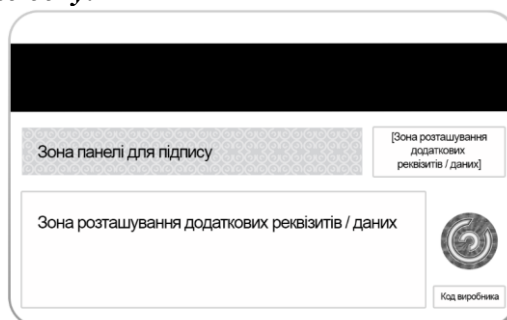 [Зона розташування
додаткових
реквізитів / даних]
Зона панелі для підпису
Зона розташування додаткових реквізитів / даних
Код виробника